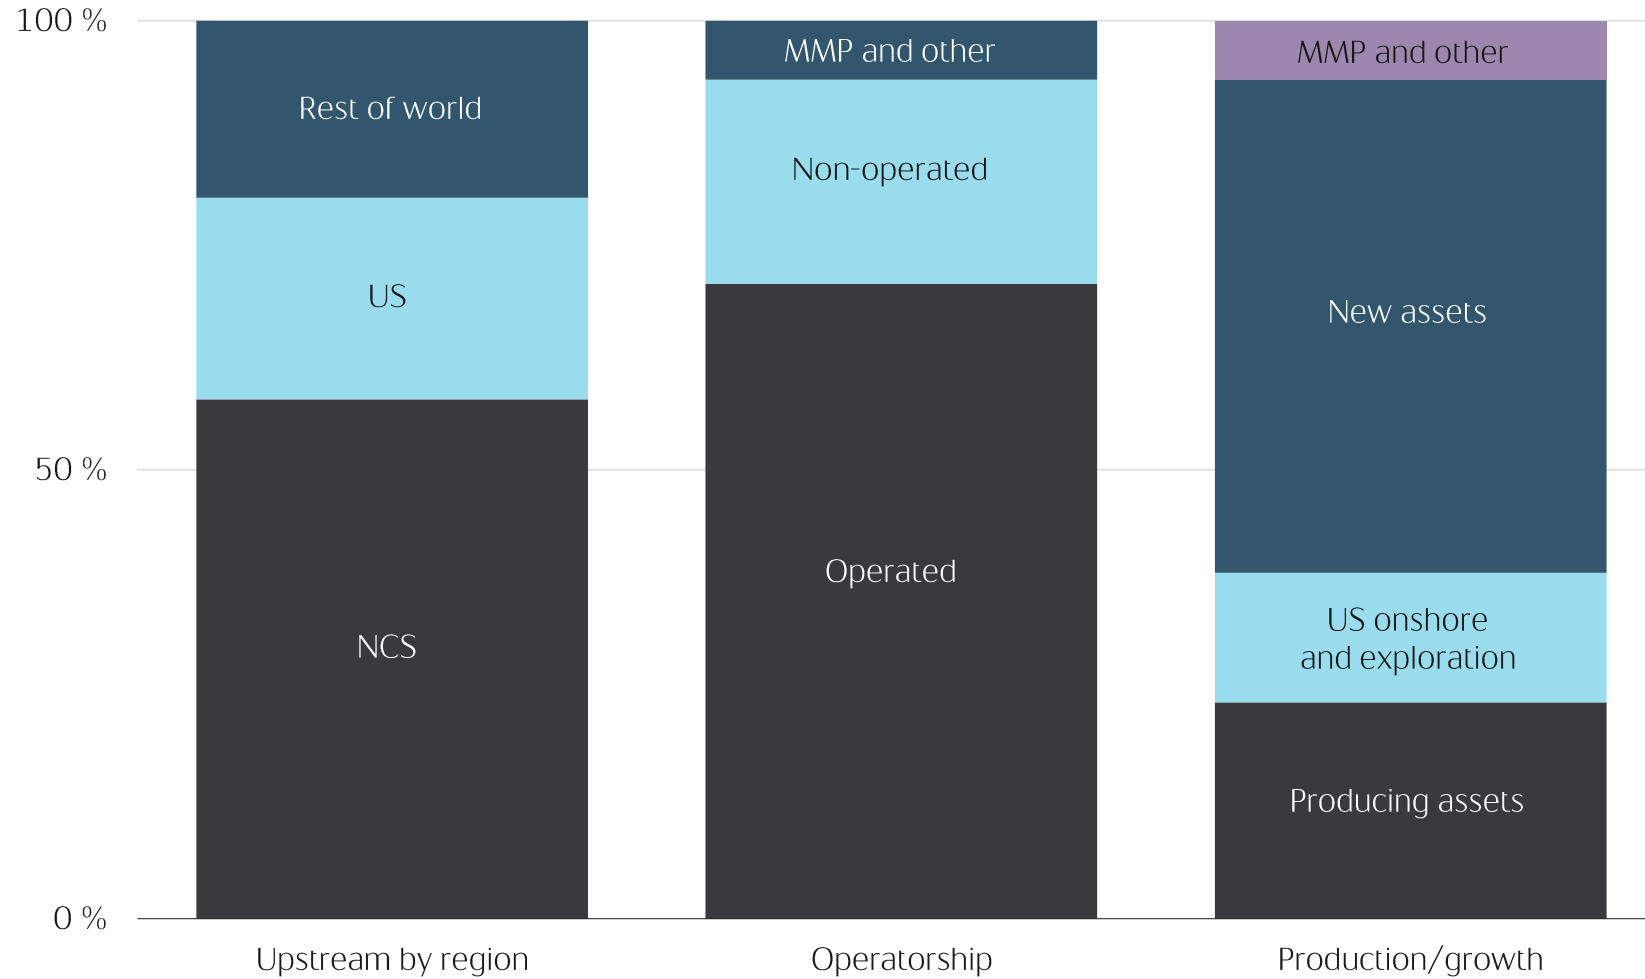 100 %
50 %
0 %
Rest of world
US
NCS
Upstream by region
MMP and other
Non-operated
Operated
Operatorship
MMP and other
New assets
US onshore
and exploration
Producing assets
Production/growth